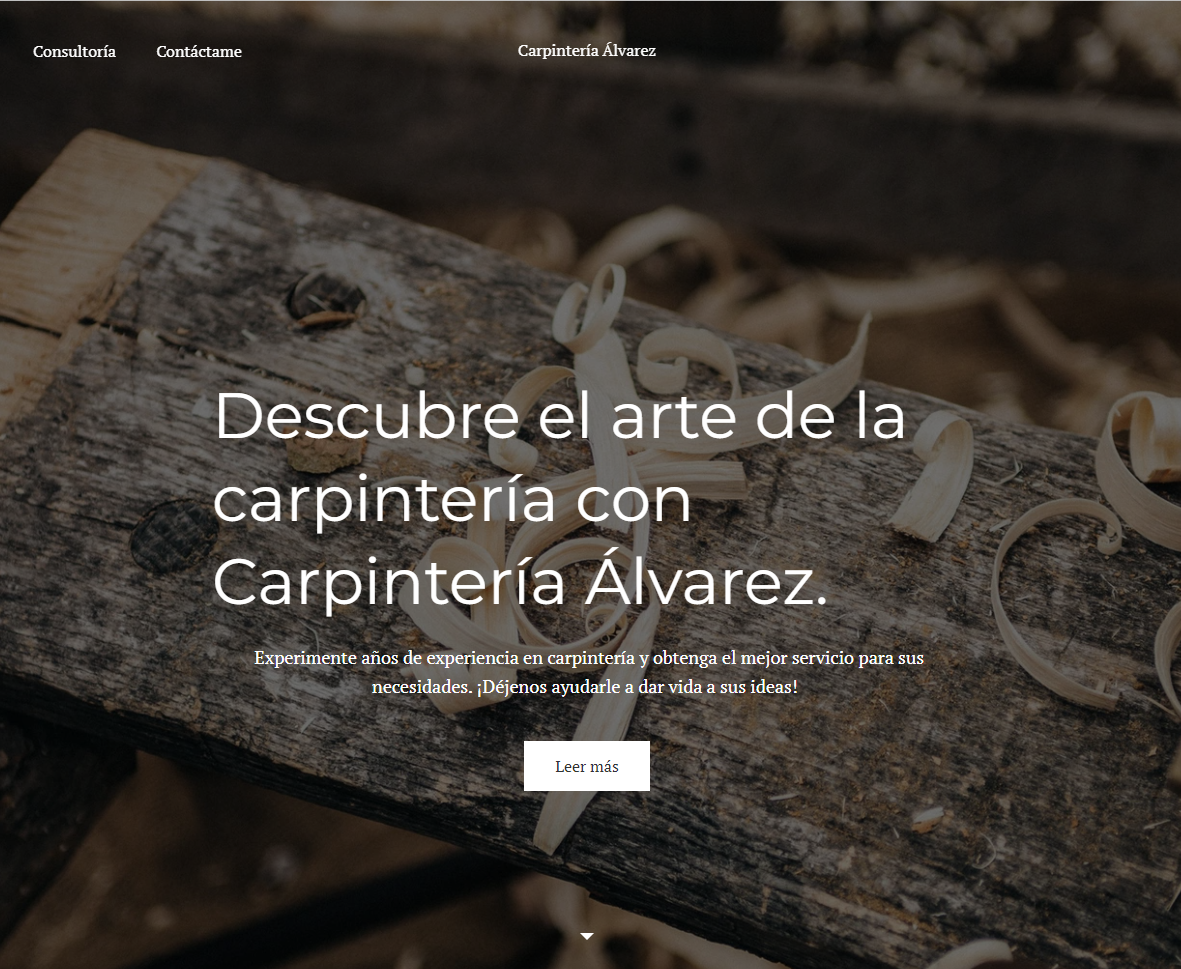 Consultoría
Contáctame
Carpintería Álvarez
Descubre el arte de la
carpintería con
Carpintería Álvarez.
Experimente años de experiencia en carpintería y obtenga el mejor servicio para sus
necesidades. ¡Déjenos ayudarle a dar vida a sus ideas!
Leer más